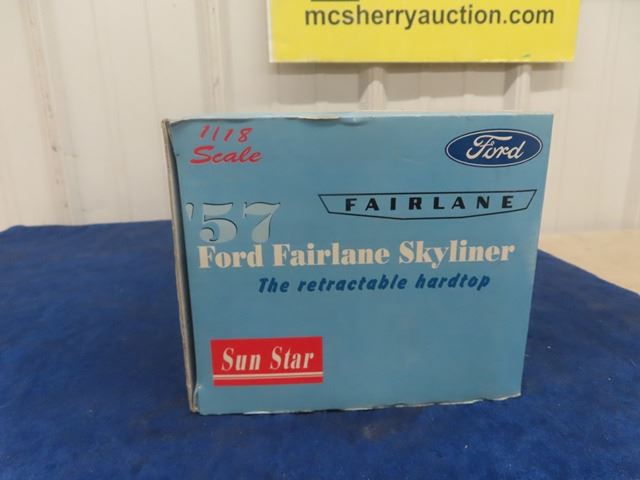 mcsherryauction.com
1/18
Scale
Ford
FAIRLANE
'57
Ford Fairlane Skyliner
The retractable hardtop
Sun Star